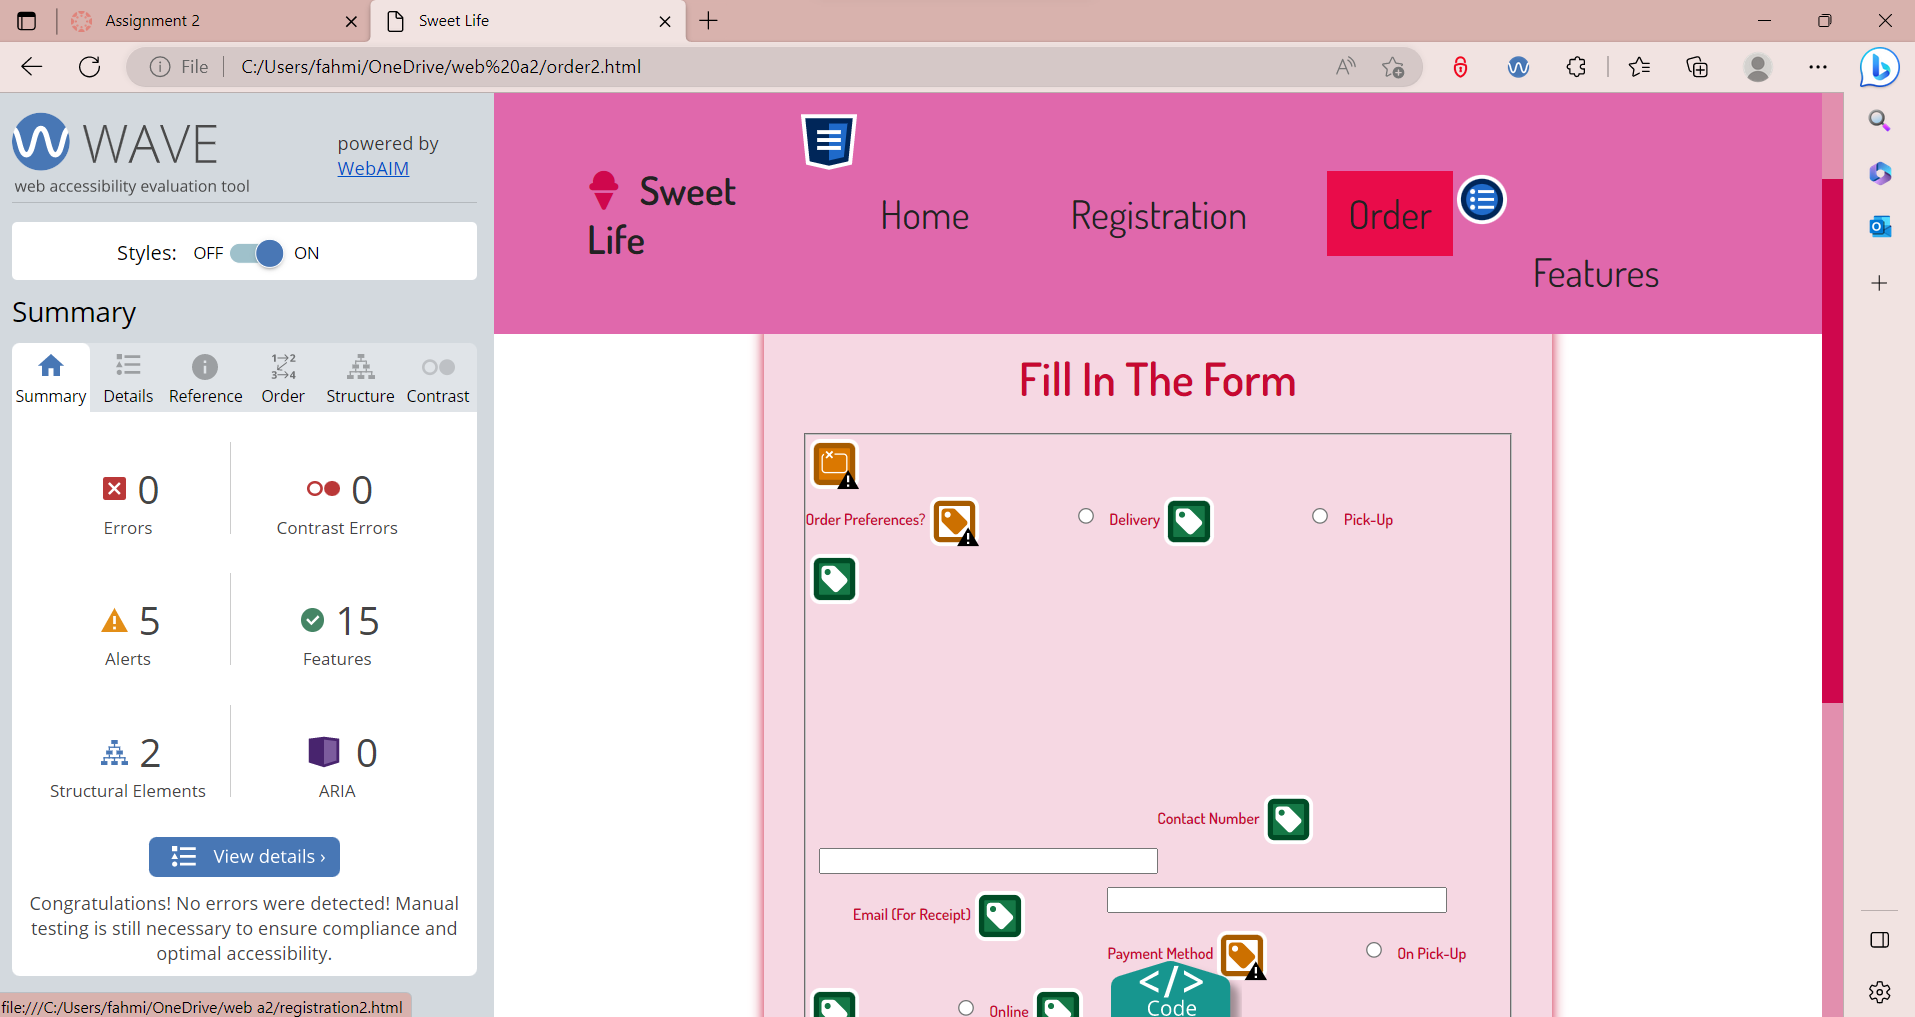 Assignment 2
Sweet Life
File
C:/Users/fahmi/OneDrive/web%20a2/order2.html
WAVE
powered by
WebAIM
web accessibility evaluation tool
Styles: OFF ON
Summary
Summary Details Reference Order Structure Contrast
0 Errors
0 Contrast Errors
5 Alerts
15 Features
2 Structural Elements
0 ARIA
View details ›
Congratulations! No errors were detected! Manual
testing is still necessary to ensure compliance and
optimal accessibility.
file:///C:/Users/fahmi/OneDrive/web a2/registration2.html
Sweet
Life
Home
Registration
Order
Features
Fill In The Form
Order Preferences? Delivery Pick-Up
Contact Number
Email (For Receipt)
Payment Method On Pick-Up
Online
</>
Code